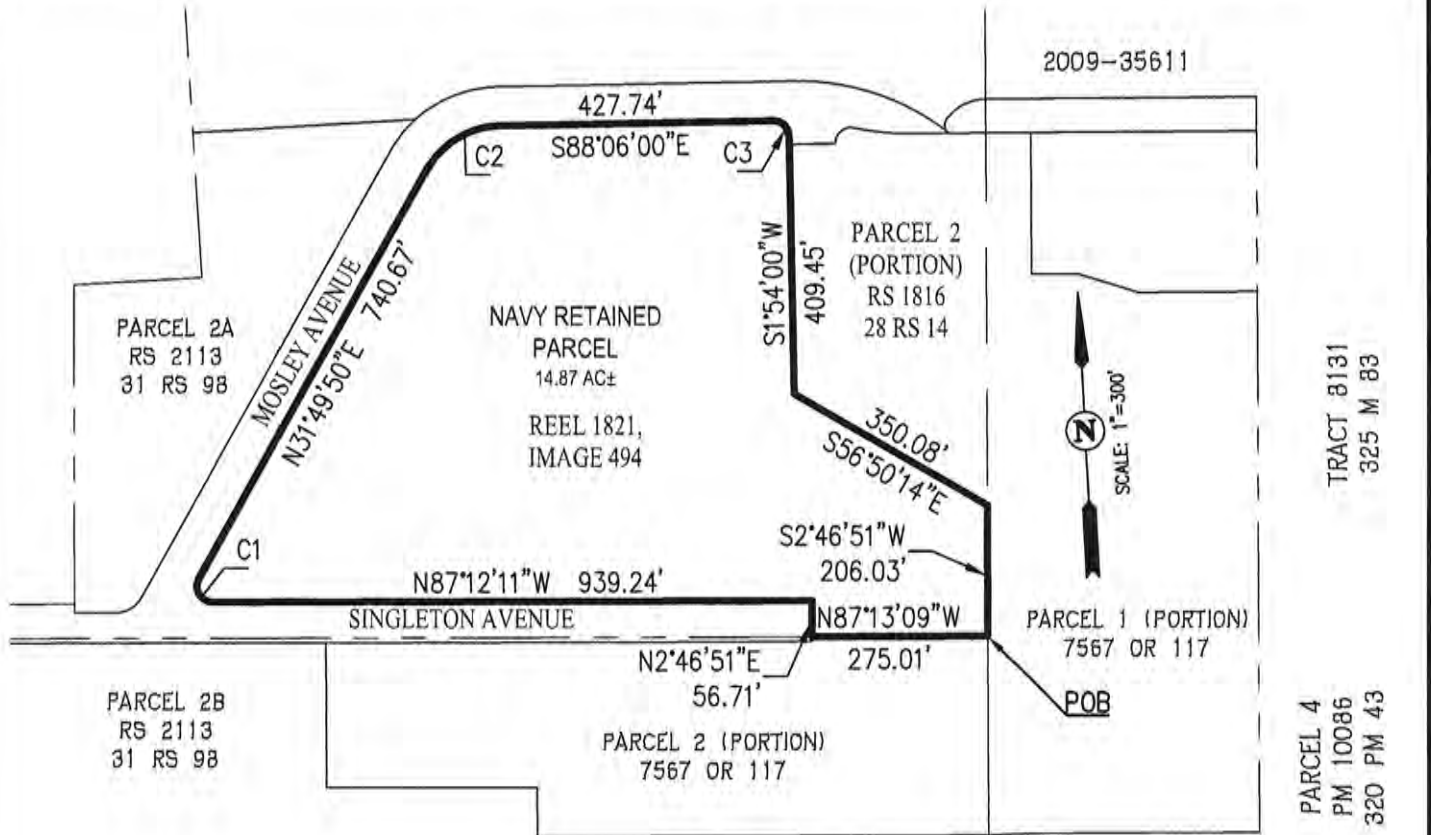 2009-35611
427.74'
S88°06'00"E
C2
C3
MOSLEY AVENUE
N31°49'50"E 740.67'
S1°54'00"W
409.45'
PARCEL 2
(PORTION)
RS 1816
28 RS 14
PARCEL 2A
RS 2113
31 RS 98
NAVY RETAINED
PARCEL
14.87 AC±
REEL 1821,
IMAGE 494
350.08'
S56°50'14"E
N
SCALE: 1"=300'
TRACT 8131
325 M 83
C1
N87°12'11"W 939.24'
SINGLETON AVENUE
S2°46'51"W
206.03'
N87°13'09"W
275.01'
N2°46'51"E
56.71'
POB
PARCEL 1 (PORTION)
7567 OR 117
PARCEL 2B
RS 2113
31 RS 98
PARCEL 2 (PORTION)
7567 OR 117
PARCEL 4
PM 10086
320 PM 43